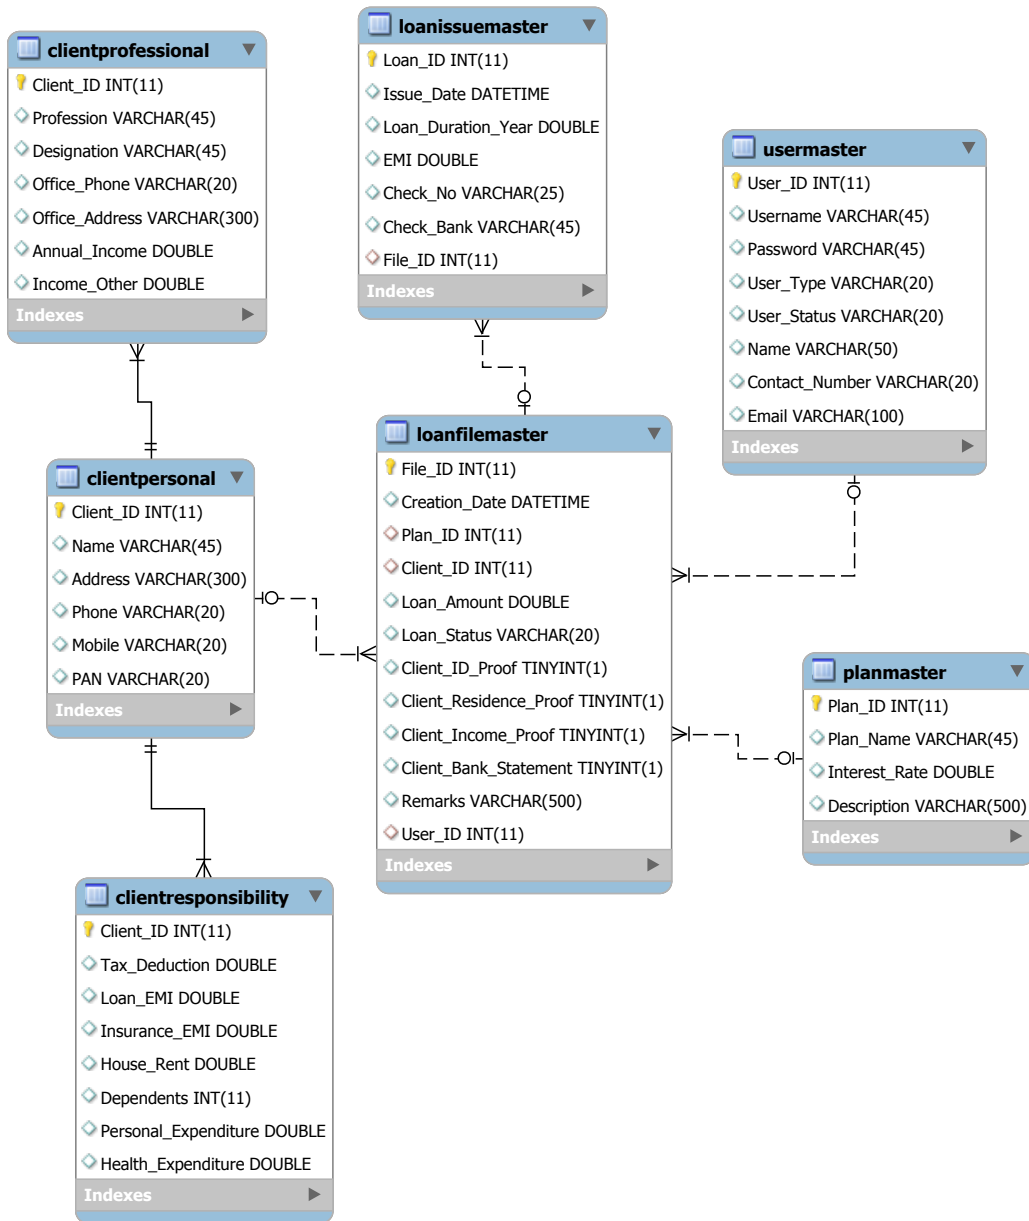 clientprofessional
Client_ID INT(11)
Profession VARCHAR(45)
Designation VARCHAR(45)
Office_Phone VARCHAR(20)
Office_Address VARCHAR(300)
Annual_Income DOUBLE
Income_Other DOUBLE
Indexes
loanissuemaster
Loan_ID INT(11)
Issue_Date DATETIME
Loan_Duration_Year DOUBLE
EMI DOUBLE
Check_No VARCHAR(25)
Check_Bank VARCHAR(45)
File_ID INT(11)
Indexes
usermaster
User_ID INT(11)
Username VARCHAR(45)
Password VARCHAR(45)
User_Type VARCHAR(20)
User_Status VARCHAR(20)
Name VARCHAR(50)
Contact_Number VARCHAR(20)
Email VARCHAR(100)
Indexes
clientpersonal
Client_ID INT(11)
Name VARCHAR(45)
Address VARCHAR(300)
Phone VARCHAR(20)
Mobile VARCHAR(20)
PAN VARCHAR(20)
Indexes
loanfilemaster
File_ID INT(11)
Creation_Date DATETIME
Plan_ID INT(11)
Client_ID INT(11)
Loan_Amount DOUBLE
Loan_Status VARCHAR(20)
Client_ID_Proof TINYINT(1)
Client_Residence_Proof TINYINT(1)
Client_Income_Proof TINYINT(1)
Client_Bank_Statement TINYINT(1)
Remarks VARCHAR(500)
User_ID INT(11)
Indexes
planmaster
Plan_ID INT(11)
Plan_Name VARCHAR(45)
Interest_Rate DOUBLE
Description VARCHAR(500)
Indexes
clientresponsibility
Client_ID INT(11)
Tax_Deduction DOUBLE
Loan_EMI DOUBLE
Insurance_EMI DOUBLE
House_Rent DOUBLE
Dependents INT(11)
Personal_Expenditure DOUBLE
Health_Expenditure DOUBLE
Indexes